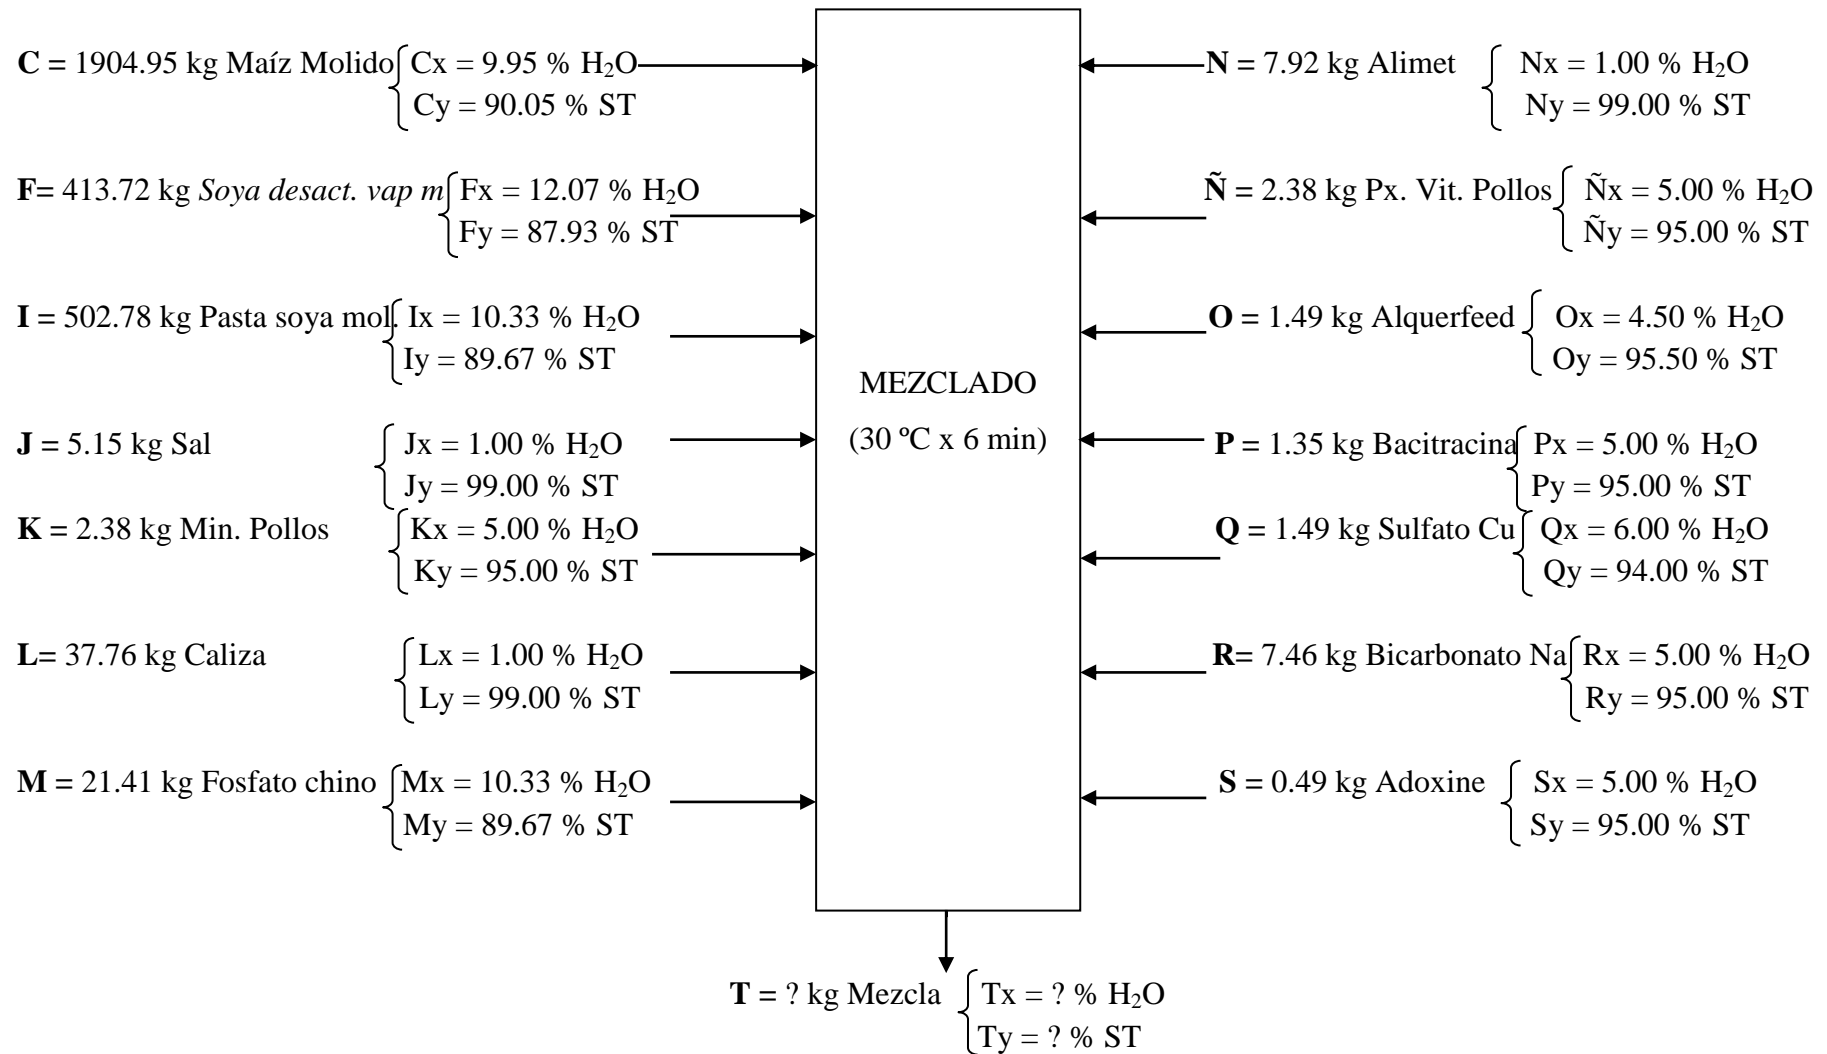 C = 1904.95 kg Maíz Molido Cx = 9.95 % H₂O
Cy = 90.05 % ST
F= 413.72 kg Soya desact. vap m Fx = 12.07 % H₂O
Fy = 87.93 % ST
I = 502.78 kg Pasta soya mol. Ix = 10.33 % H₂O
Iy = 89.67 % ST
J = 5.15 kg Sal Jx = 1.00 % H₂O
Jy = 99.00 % ST
K = 2.38 kg Min. Pollos Kx = 5.00 % H₂O
Ky = 95.00 % ST
L= 37.76 kg Caliza Lx = 1.00 % H₂O
Ly = 99.00 % ST
M = 21.41 kg Fosfato chino Mx = 10.33 % H₂O
My = 89.67 % ST
MEZCLADO
(30 ºC x 6 min)
N = 7.92 kg Alimet Nx = 1.00 % H₂O
Ny = 99.00 % ST
Ñ = 2.38 kg Px. Vit. Pollos Ñx = 5.00 % H₂O
Ñy = 95.00 % ST
O = 1.49 kg Alquerfeed Ox = 4.50 % H₂O
Oy = 95.50 % ST
P = 1.35 kg Bacitracina Px = 5.00 % H₂O
Py = 95.00 % ST
Q = 1.49 kg Sulfato Cu Qx = 6.00 % H₂O
Qy = 94.00 % ST
R= 7.46 kg Bicarbonato Na Rx = 5.00 % H₂O
Ry = 95.00 % ST
S = 0.49 kg Adoxine Sx = 5.00 % H₂O
Sy = 95.00 % ST
T = ? kg Mezcla Tx = ? % H₂O
Ty = ? % ST